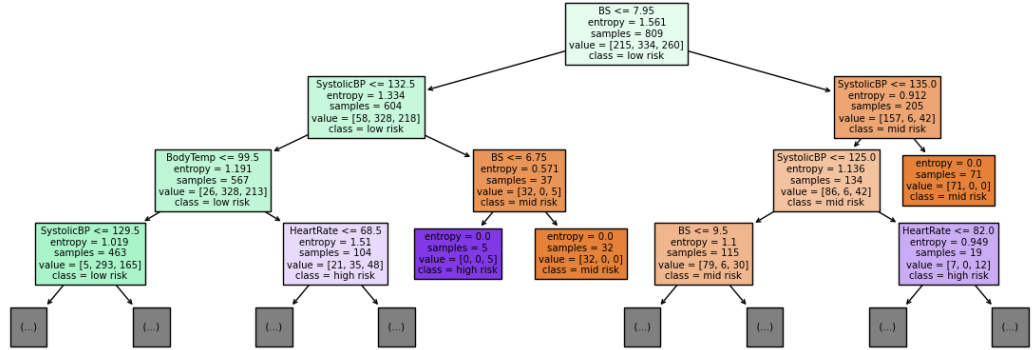 BS <= 7.95
entropy = 1.561
samples = 809
value = [215, 334, 260]
class = low risk
SystolicBP <= 132.5
entropy = 1.334
samples = 604
value = [58, 328, 218]
class = low risk
SystolicBP <= 135.0
entropy = 0.912
samples = 205
value = [157, 6, 42]
class = mid risk
BodyTemp <= 99.5
entropy = 1.191
samples = 567
value = [26, 328, 213]
class = low risk
BS <= 6.75
entropy = 0.571
samples = 37
value = [32, 0, 5]
class = mid risk
SystolicBP <= 125.0
entropy = 1.136
samples = 134
value = [86, 6, 42]
class = mid risk
entropy = 0.0
samples = 71
value = [71, 0, 0]
class = mid risk
SystolicBP <= 129.5
entropy = 1.019
samples = 463
value = [5, 293, 165]
class = low risk
HeartRate <= 68.5
entropy = 1.51
samples = 104
value = [21, 35, 48]
class = high risk
entropy = 0.0
samples = 5
value = [0, 0, 5]
class = high risk
entropy = 0.0
samples = 32
value = [32, 0, 0]
class = mid risk
BS <= 9.5
entropy = 1.1
samples = 115
value = [79, 6, 30]
class = mid risk
HeartRate <= 82.0
entropy = 0.949
samples = 19
value = [7, 0, 12]
class = high risk
(...)
(...)
(...)
(...)
(...)
(...)
(...)
(...)